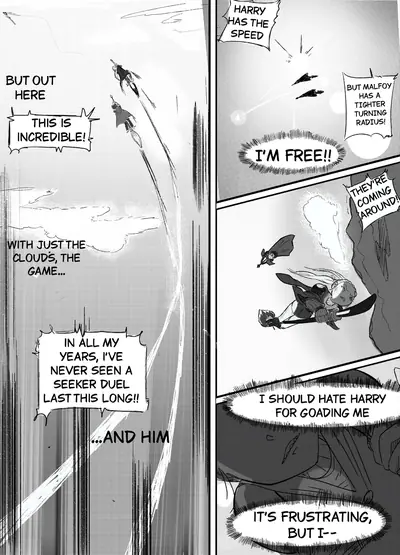 BUT OUT
HERE
THIS IS
INCREDIBLE!
WITH JUST THE
CLOUDS, THE
GAME...
IN ALL MY
YEARS, I'VE
NEVER SEEN A
SEEKER DUEL
LAST THIS LONG!!
...AND HIM
HARRY
HAS THE
SPEED
BUT MALFOY
HAS A
TIGHTER
TURNING
RADIUS!
I'M FREE!!
THEY'RE
COMING
AROUND!!
I SHOULD HATE HARRY
FOR GOADING ME
IT'S FRUSTRATING,
BUT I--